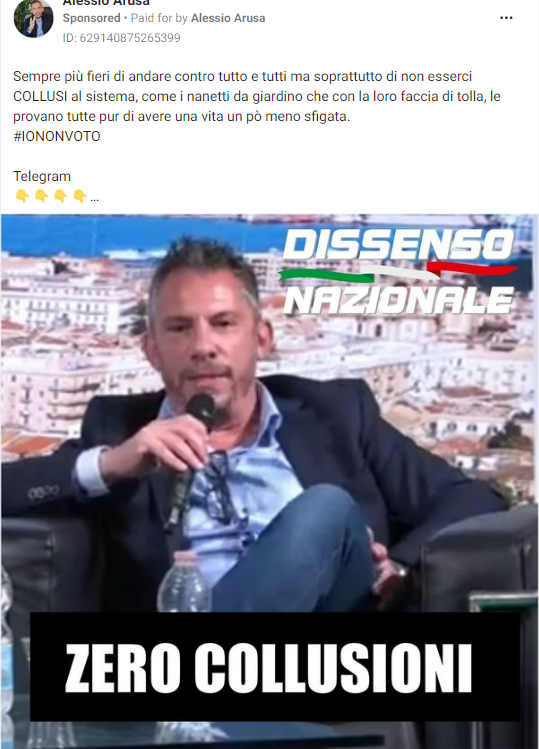 Alessio Arusa
Sponsored • Paid for by Alessio Arusa
ID: 629140875265399
Sempre più fieri di andare contro tutto e tutti ma soprattutto di non esserci
COLLUSI al sistema, come i nanetti da giardino che con la loro faccia di tolla, le
provano tutte pur di avere una vita un pò meno sfigata.
#IONONVOTO
Telegram
👇👇👇👇...
DISSENSO
NAZIONALE
ZERO COLLUSIONI